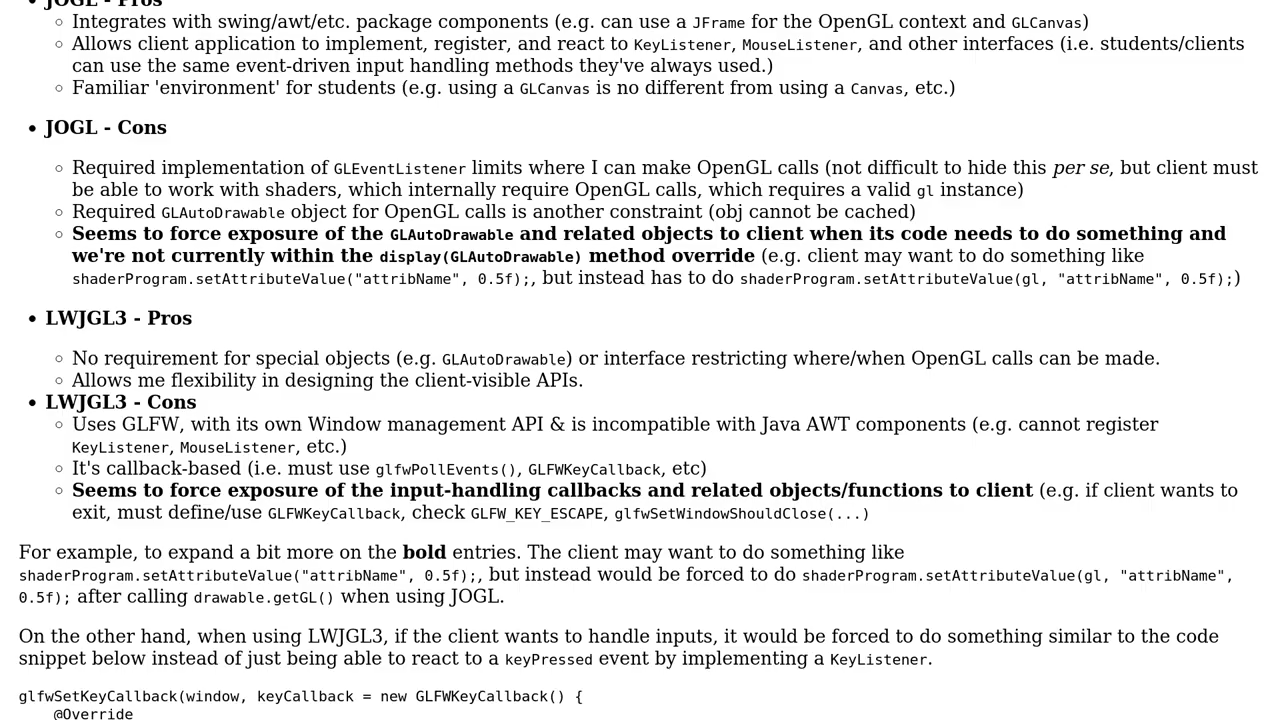 JOGL - Pros
Integrates with swing/awt/etc. package components (e.g. can use a JFrame for the OpenGL context and GLCanvas)
Allows client application to implement, register, and react to KeyListener, MouseListener, and other interfaces (i.e. students/clients
can use the same event-driven input handling methods they've always used.)
Familiar 'environment' for students (e.g. using a GLCanvas is no different from using a Canvas, etc.)
JOGL - Cons
Required implementation of GLEventListener limits where I can make OpenGL calls (not difficult to hide this per se, but client must
be able to work with shaders, which internally require OpenGL calls, which requires a valid gl instance)
Required GLAutoDrawable object for OpenGL calls is another constraint (obj cannot be cached)
Seems to force exposure of the GLAutoDrawable and related objects to client when its code needs to do something and
we're not currently within the display(GLAutoDrawable) method override (e.g. client may want to do something like
shaderProgram.setAttributeValue("attribName", 0.5f);, but instead has to do shaderProgram.setAttributeValue(gl, "attribName", 0.5f);)
LWJGL3 - Pros
No requirement for special objects (e.g. GLAutoDrawable) or interface restricting where/when OpenGL calls can be made.
Allows me flexibility in designing the client-visible APIs.
LWJGL3 - Cons
Uses GLFW, with its own Window management API & is incompatible with Java AWT components (e.g. cannot register
KeyListener, MouseListener, etc.)
It's callback-based (i.e. must use glfwPollEvents(), GLFWKeyCallback, etc)
Seems to force exposure of the input-handling callbacks and related objects/functions to client (e.g. if client wants to
exit, must define/use GLFWKeyCallback, check GLFW_KEY_ESCAPE, glfwSetWindowShouldClose(...)
For example, to expand a bit more on the bold entries. The client may want to do something like
shaderProgram.setAttributeValue("attribName", 0.5f);, but instead would be forced to do shaderProgram.setAttributeValue(gl, "attribName",
0.5f); after calling drawable.getGL() when using JOGL.
On the other hand, when using LWJGL3, if the client wants to handle inputs, it would be forced to do something similar to the code
snippet below instead of just being able to react to a keyPressed event by implementing a KeyListener.
glfwSetKeyCallback(window, keyCallback = new GLFWKeyCallback() {
@Override